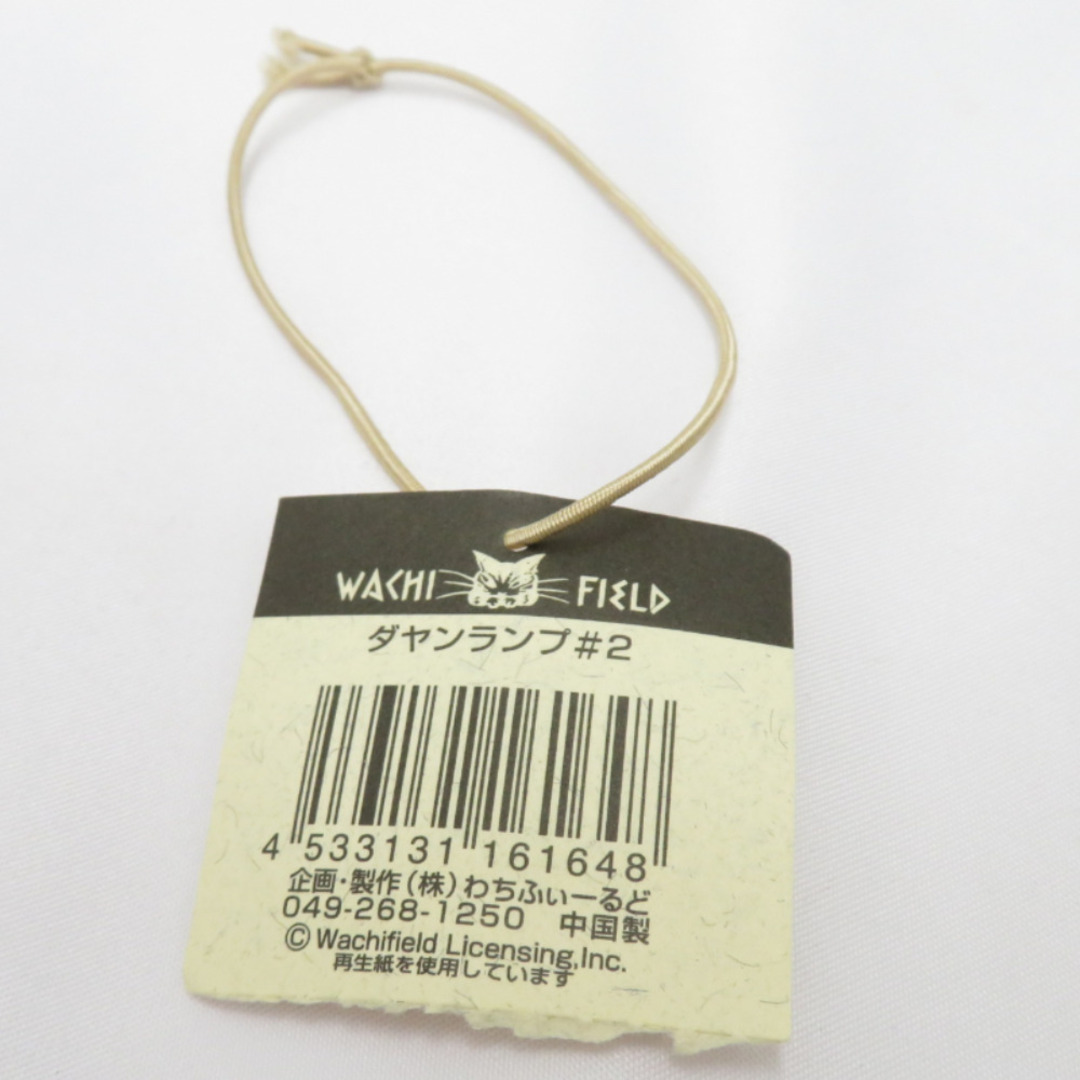 WACHI FIELD
ダヤンランプ#2
4 533131 161648
企画・製作(株)わちふぃーるど
049-268-1250 中国製
© Wachifield Licensing,Inc.
再生紙を使用しています